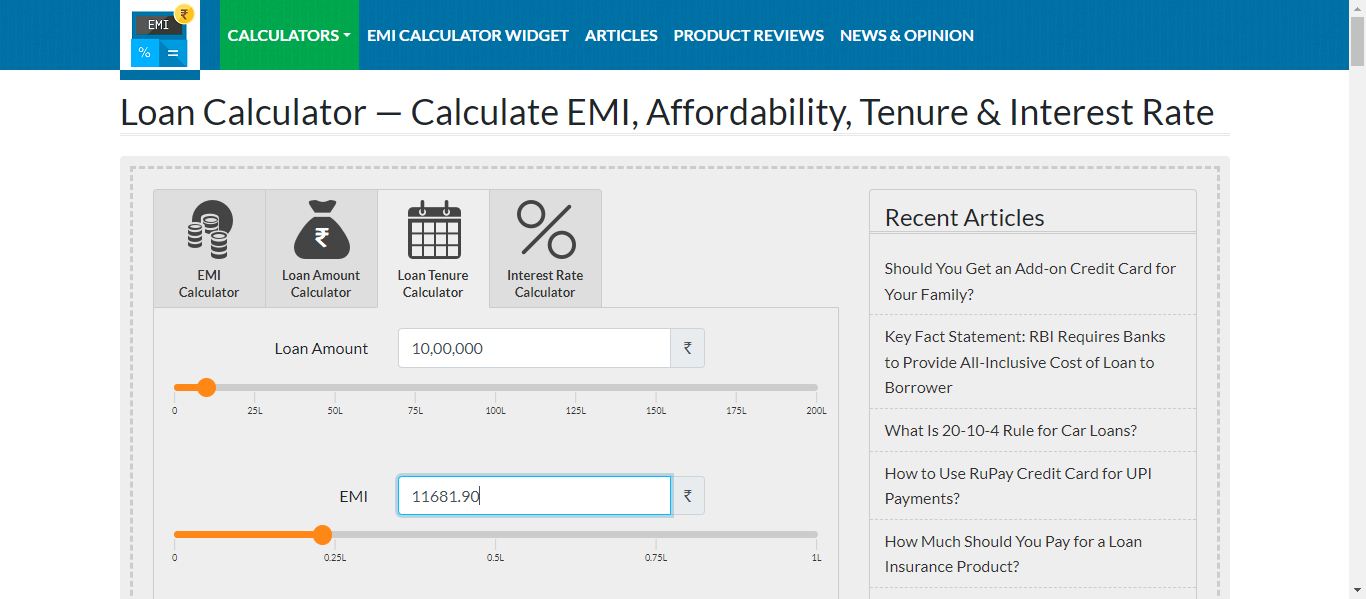 EMI ₹
% =
CALCULATORS EMI CALCULATOR WIDGET ARTICLES PRODUCT REVIEWS NEWS & OPINION
Loan Calculator — Calculate EMI, Affordability, Tenure & Interest Rate
EMI
Calculator
₹
Loan Amount
Calculator
Loan Tenure
Calculator
Interest Rate
Calculator
Loan Amount 10,00,000 ₹
0 25L 50L 75L 100L 125L 150L 175L 200L
EMI 11681.90 ₹
0 0.25L 0.5L 0.75L 1L
Recent Articles
Should You Get an Add-on Credit Card for
Your Family?
Key Fact Statement: RBI Requires Banks
to Provide All-Inclusive Cost of Loan to
Borrower
What Is 20-10-4 Rule for Car Loans?
How to Use RuPay Credit Card for UPI
Payments?
How Much Should You Pay for a Loan
Insurance Product?